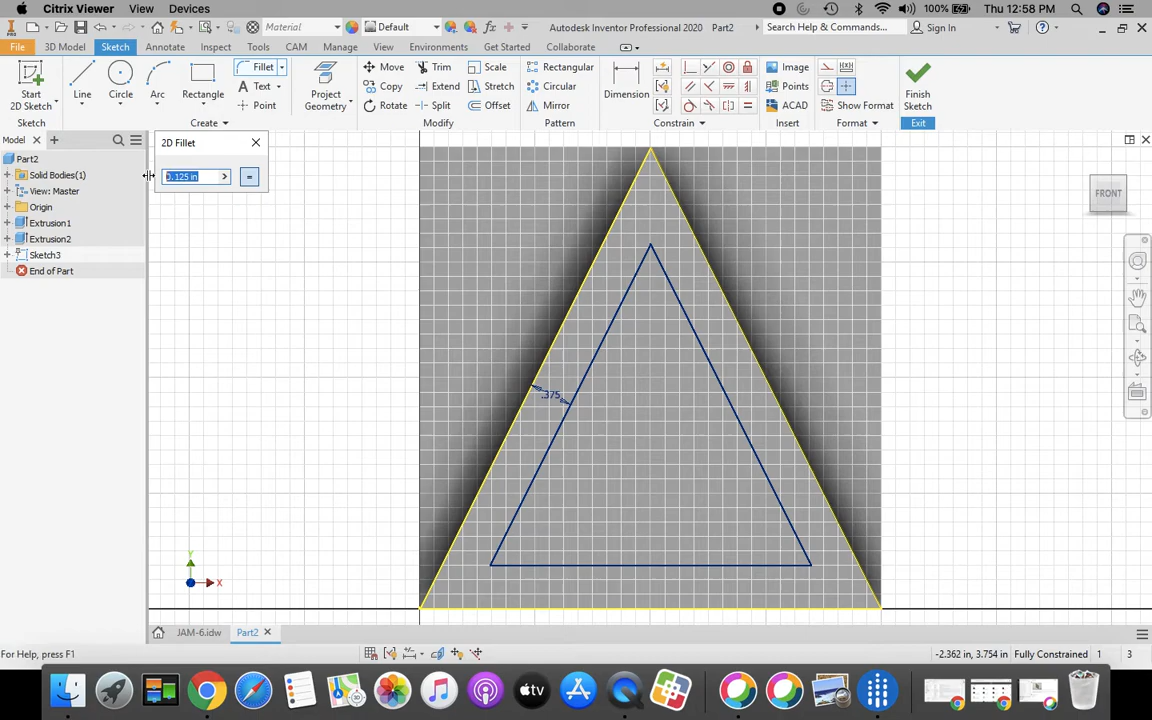 Citrix Viewer View Devices 100% Thu 12:58 PM
Material Default Autodesk Inventor Professional 2020 Part2 Search Help & Commands... Sign In
PRO
File 3D Model Sketch Annotate Inspect Tools CAM Manage View Environments Get Started Collaborate
Start
2D Sketch
Line
Circle
Arc
Rectangle
Fillet
Text
Point
Project
Geometry
Move
Copy
Rotate
Trim
Extend
Split
Scale
Stretch
Offset
Rectangular
Circular
Mirror
Dimension
Image
Points
ACAD
Show Format
Finish
Sketch
Sketch Create Modify Pattern Constrain Insert Format Exit
Model
2D Fillet
0.125 in
=
Part2
Solid Bodies(1)
View: Master
Origin
Extrusion1
Extrusion2
Sketch3
End of Part
.375
FRONT
Y
X
JAM-6.idw Part2
For Help, press F1 -2.362 in, 3.754 in Fully Constrained 1 3
tv